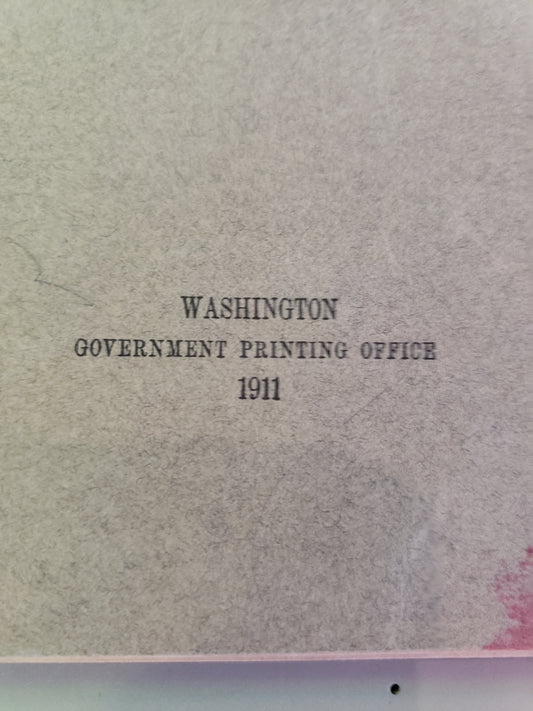 WASHINGTON
GOVERNMENT PRINTING OFFICE
1911